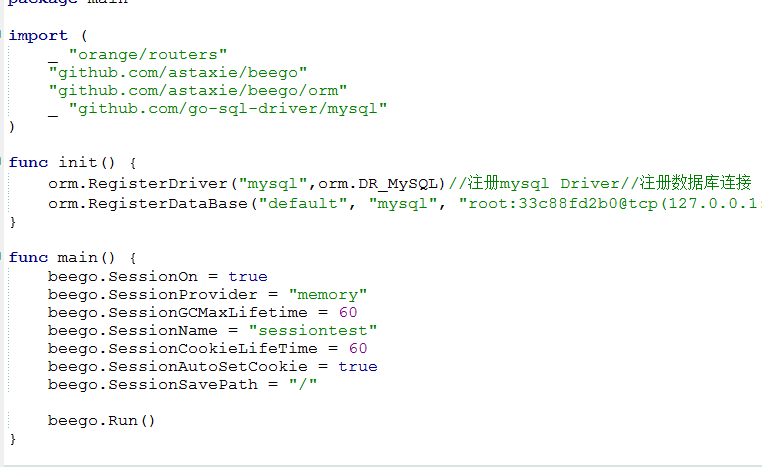 package main
import (
_ "orange/routers"
"github.com/astaxie/beego"
"github.com/astaxie/beego/orm"
_ "github.com/go-sql-driver/mysql"
)
func init() {
orm.RegisterDriver("mysql",orm.DR_MySQL)//注册mysql Driver//注册数据库连接
orm.RegisterDataBase("default", "mysql", "root:33c88fd2b0@tcp(127.0.0.1:
}
func main() {
beego.SessionOn = true
beego.SessionProvider = "memory"
beego.SessionGCMaxLifetime = 60
beego.SessionName = "sessiontest"
beego.SessionCookieLifeTime = 60
beego.SessionAutoSetCookie = true
beego.SessionSavePath = "/"
beego.Run()
}